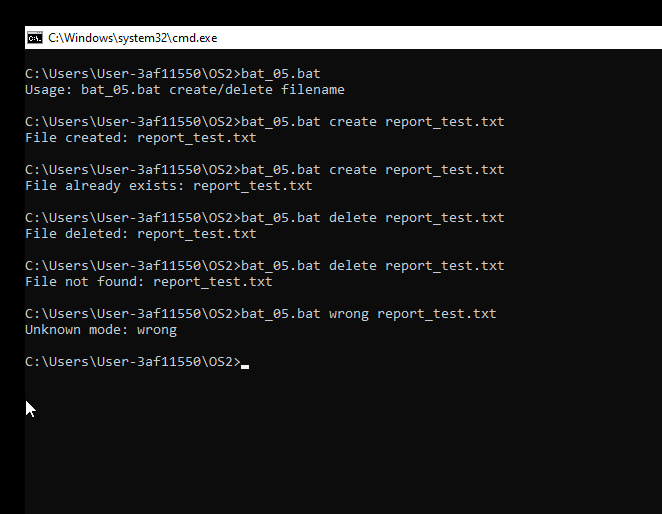 C:\Windows\system32\cmd.exe
C:\Users\User-3af11550\OS2>bat_05.bat
Usage: bat_05.bat create/delete filename
C:\Users\User-3af11550\OS2>bat_05.bat create report_test.txt
File created: report_test.txt
C:\Users\User-3af11550\OS2>bat_05.bat create report_test.txt
File already exists: report_test.txt
C:\Users\User-3af11550\OS2>bat_05.bat delete report_test.txt
File deleted: report_test.txt
C:\Users\User-3af11550\OS2>bat_05.bat delete report_test.txt
File not found: report_test.txt
C:\Users\User-3af11550\OS2>bat_05.bat wrong report_test.txt
Unknown mode: wrong
C:\Users\User-3af11550\OS2>